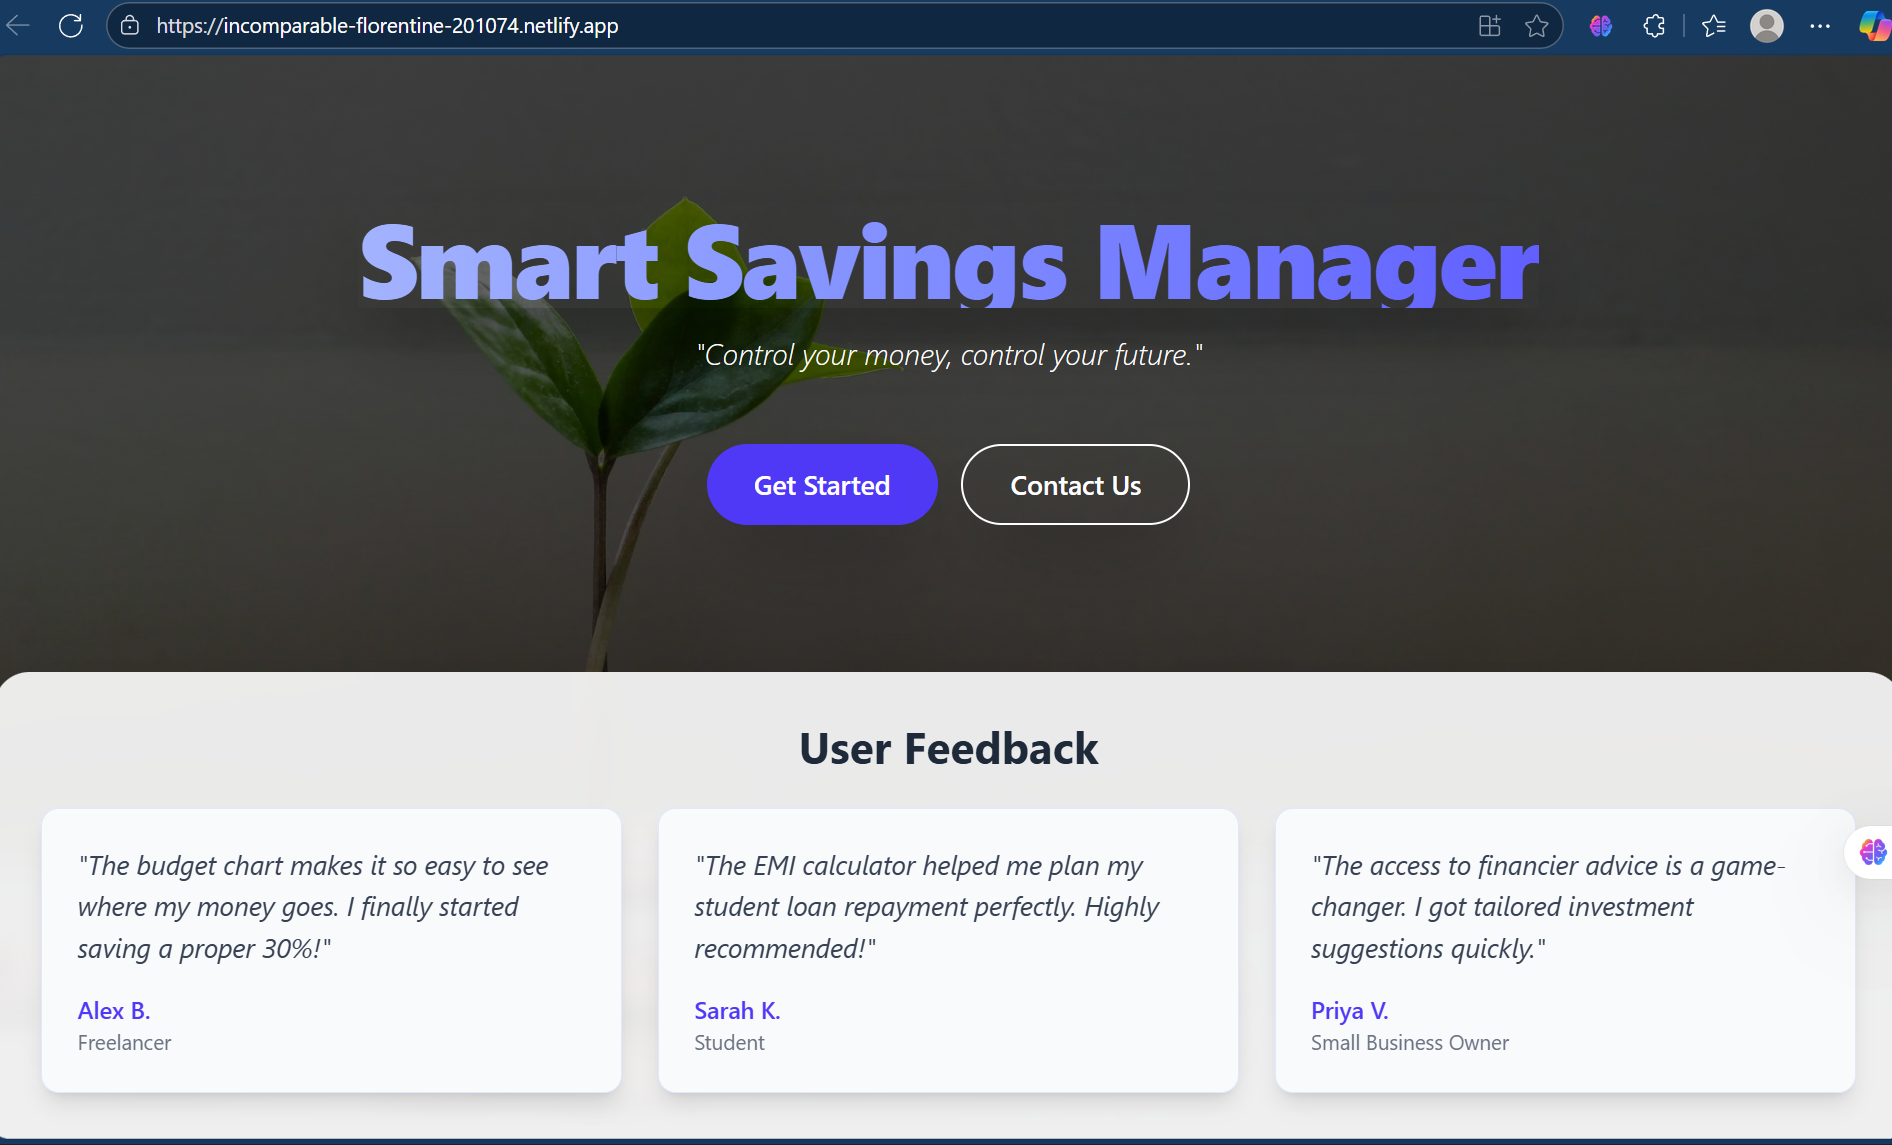 https://incomparable-florentine-201074.netlify.app
Smart Savings Manager
"Control your money, control your future."
Get Started
Contact Us
User Feedback
"The budget chart makes it so easy to see
where my money goes. I finally started
saving a proper 30%!"
Alex B.
Freelancer
"The EMI calculator helped me plan my
student loan repayment perfectly. Highly
recommended!"
Sarah K.
Student
"The access to financier advice is a game-
changer. I got tailored investment
suggestions quickly."
Priya V.
Small Business Owner